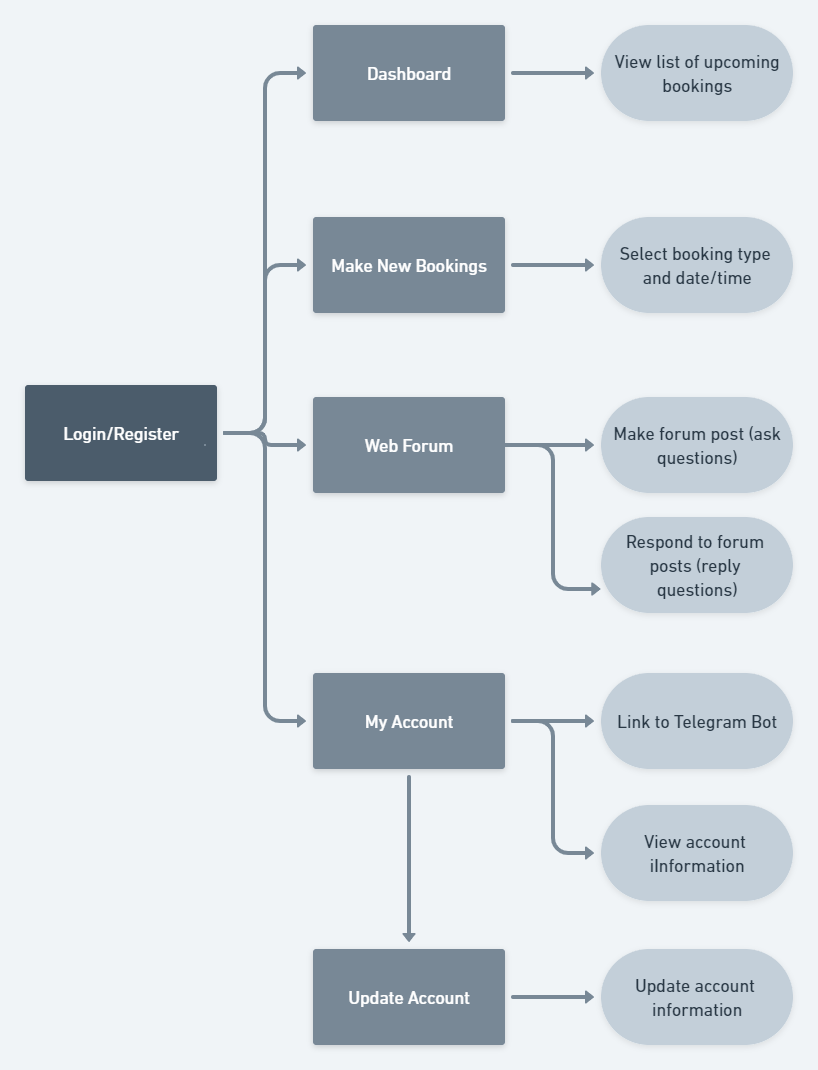 Dashboard
View list of upcoming
bookings
Make New Bookings
Select booking type
and date/time
Login/Register
Web Forum
Make forum post (ask
questions)
Respond to forum
posts (reply
questions)
My Account
Link to Telegram Bot
View account
iInformation
Update Account
Update account
information